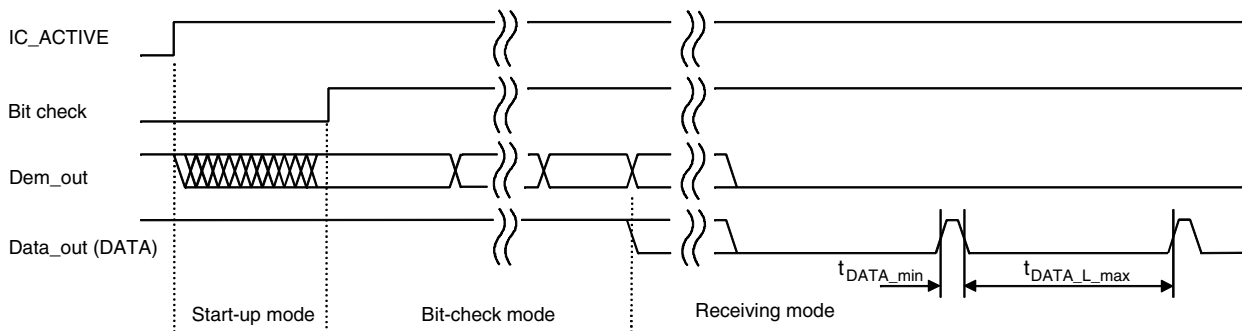 IC_ACTIVE
Bit check
Dem_out
Data_out (DATA)
tDATA_min
tDATA_L_max
Start-up mode
Bit-check mode
Receiving mode